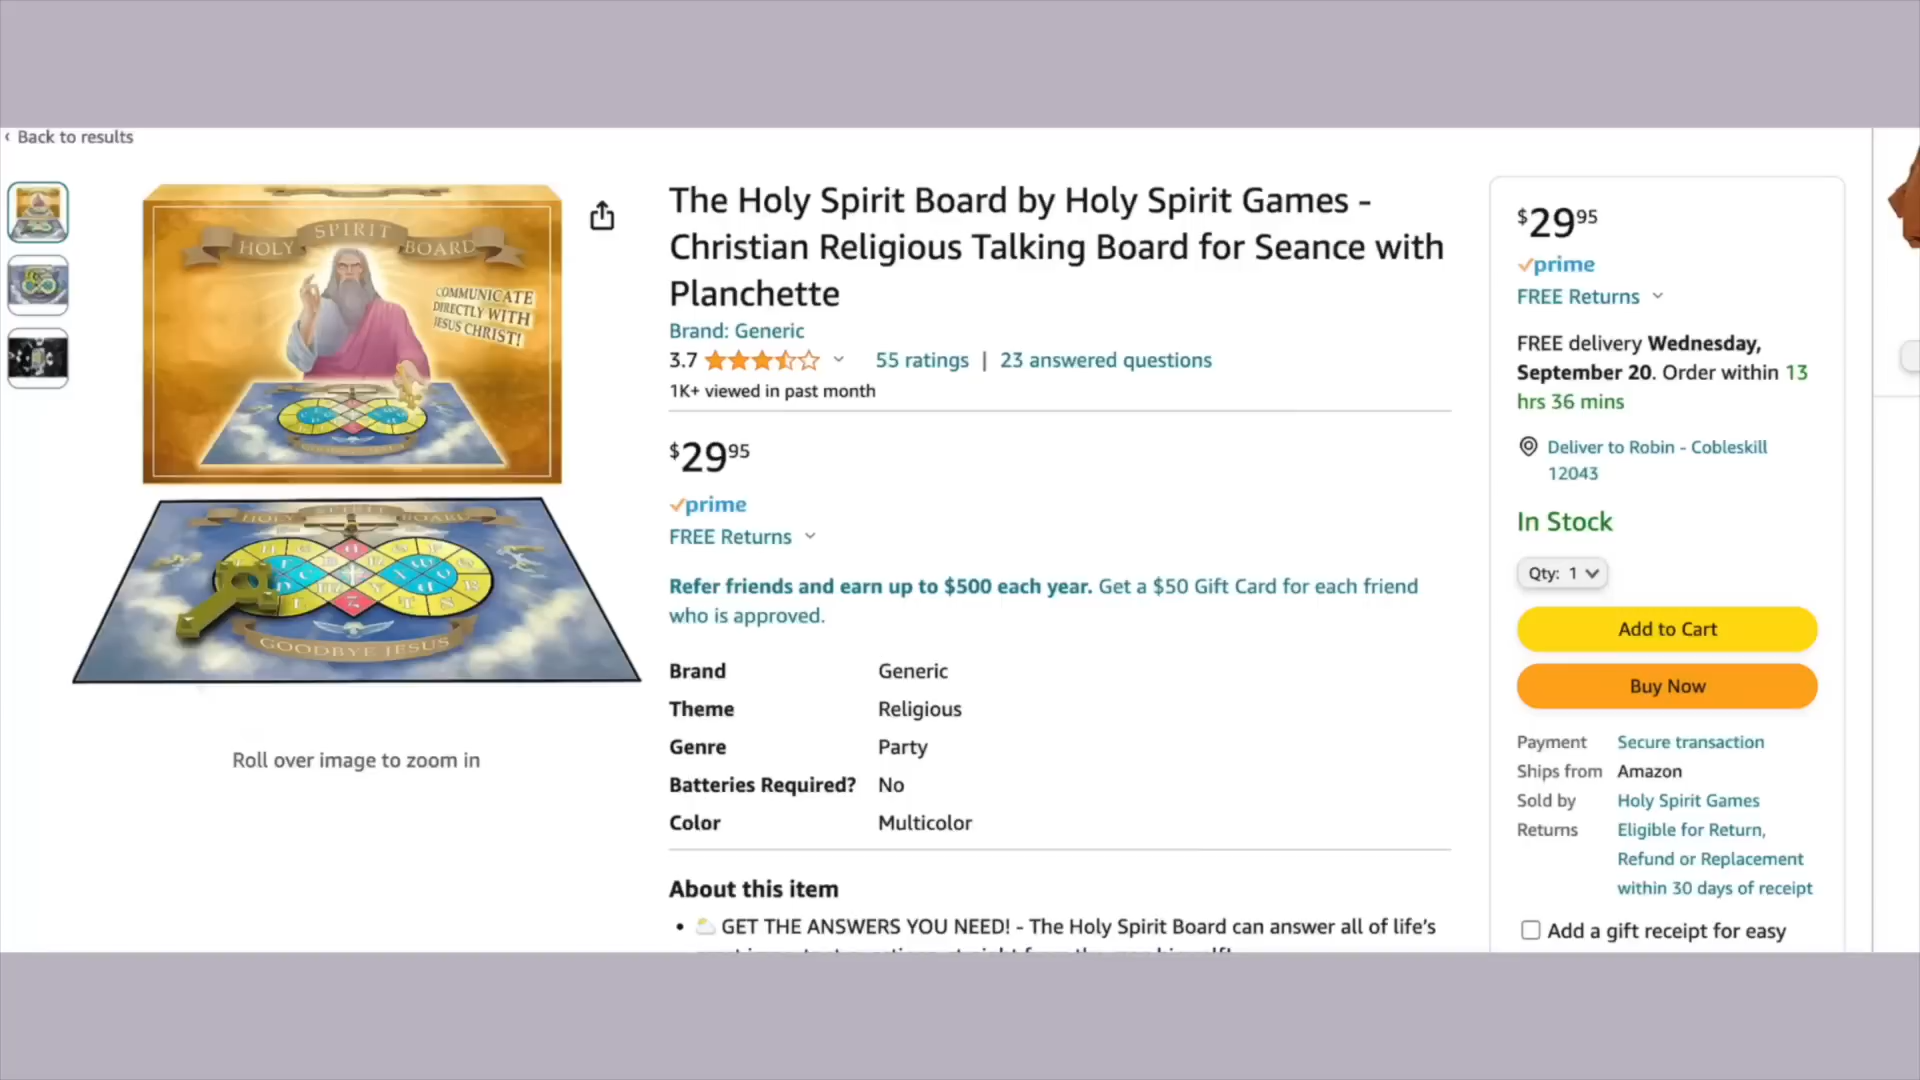 ‹ Back to results
HOLY SPIRIT BOARD
COMMUNICATE
DIRECTLY WITH
JESUS CHRIST!
HOLY SPIRIT BOARD
GOODBYE JESUS
Roll over image to zoom in
The Holy Spirit Board by Holy Spirit Games -
Christian Religious Talking Board for Seance with
Planchette
Brand: Generic
3.7 55 ratings | 23 answered questions
1K+ viewed in past month
$2995
prime
FREE Returns
Refer friends and earn up to $500 each year. Get a $50 Gift Card for each friend
who is approved.
Brand Generic
Theme Religious
Genre Party
Batteries Required? No
Color Multicolor
About this item
• GET THE ANSWERS YOU NEED! - The Holy Spirit Board can answer all of life's
$2995
prime
FREE Returns
FREE delivery Wednesday,
September 20. Order within 13
hrs 36 mins
Deliver to Robin - Cobleskill
12043
In Stock
Qty: 1
Add to Cart
Buy Now
Payment Secure transaction
Ships from Amazon
Sold by Holy Spirit Games
Returns Eligible for Return,
Refund or Replacement
within 30 days of receipt
Add a gift receipt for easy